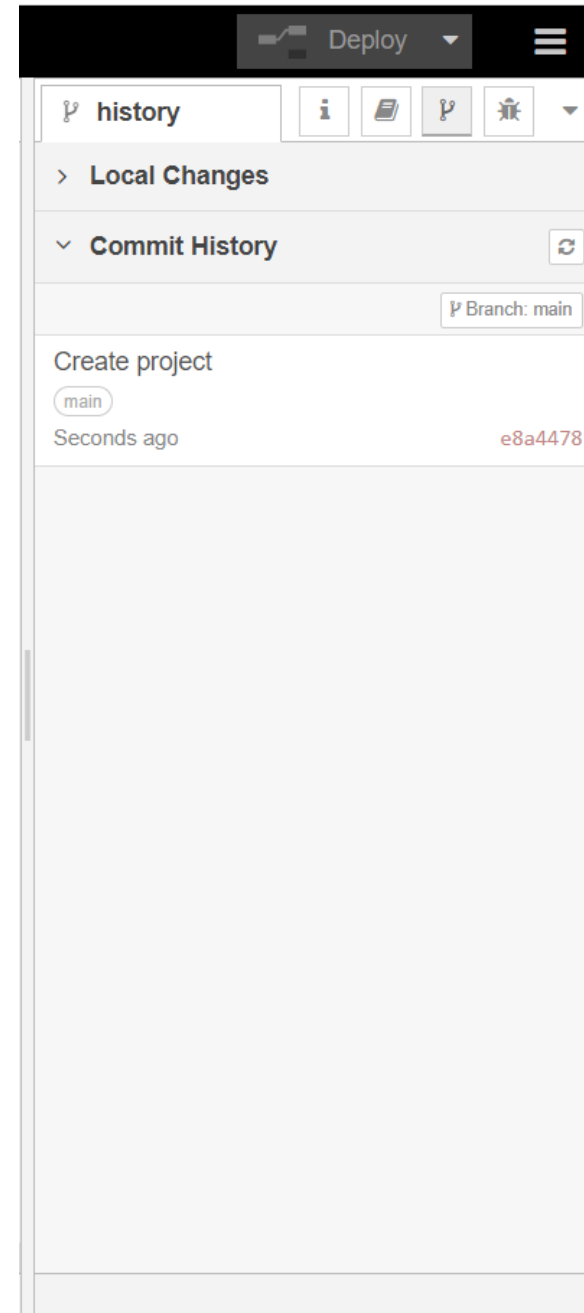 Deploy
history
Local Changes
Commit History
Branch: main
Create project
main
Seconds ago e8a4478